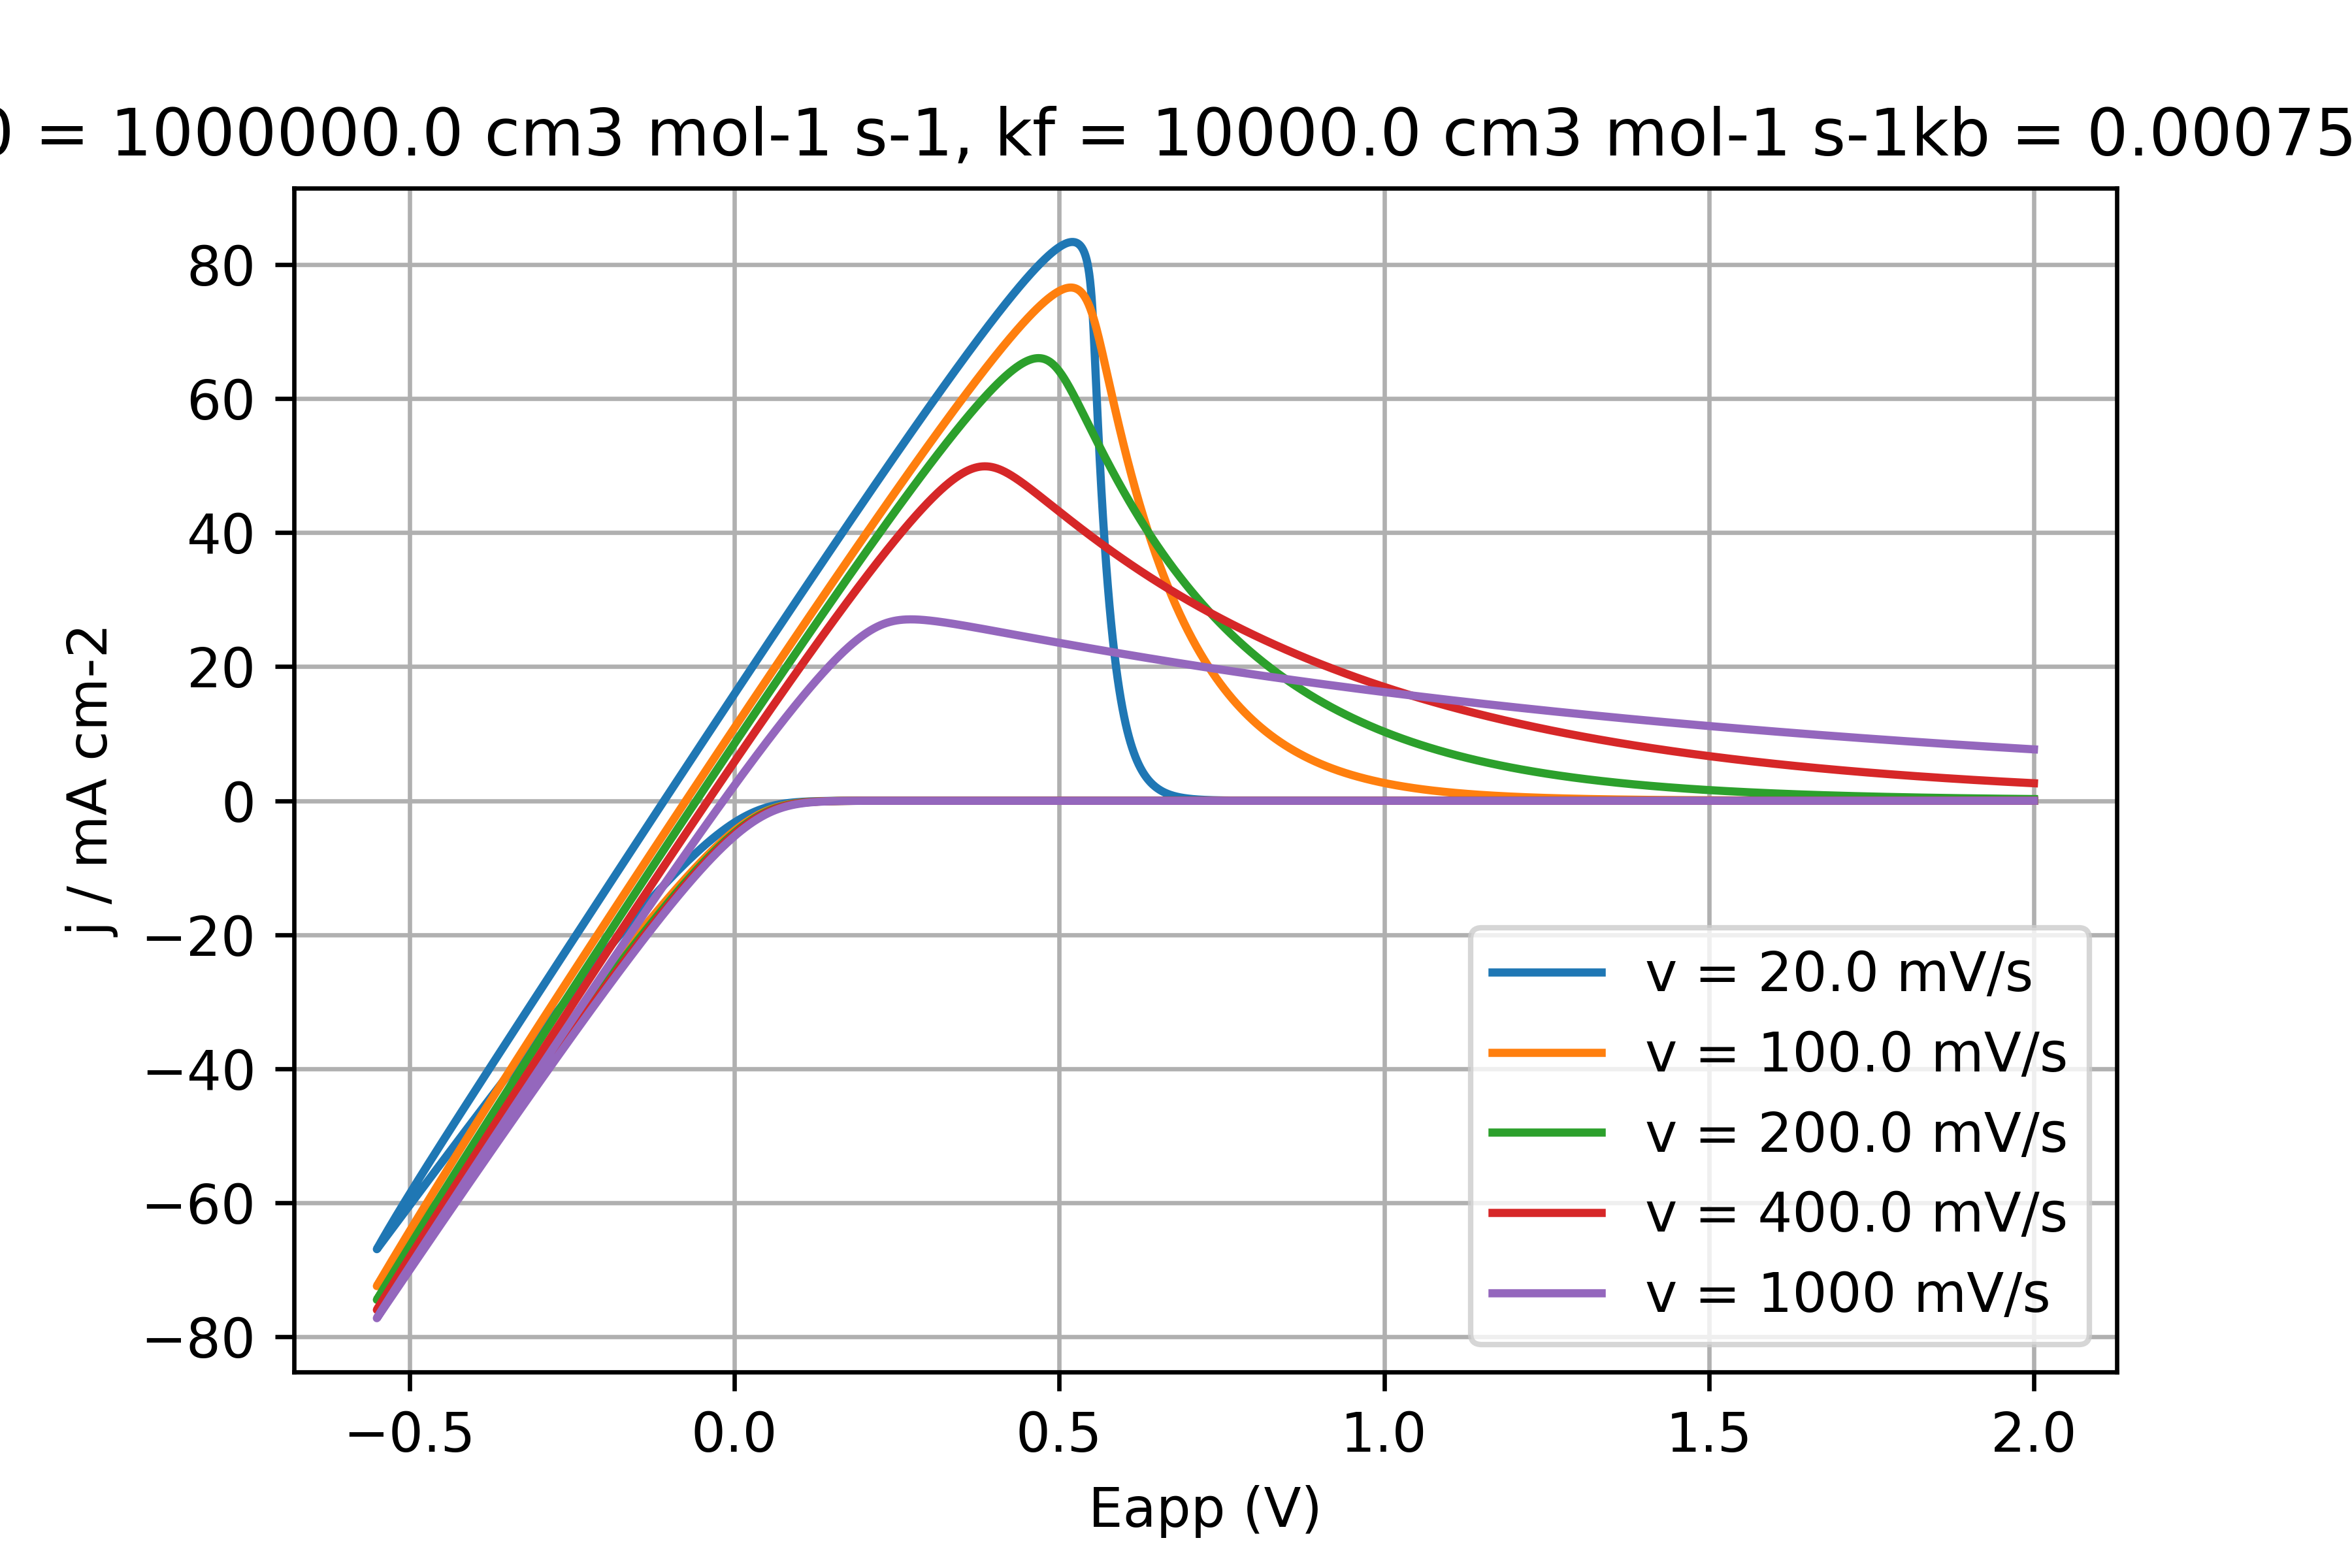 0 = 1000000.0 cm3 mol-1 s-1, kf = 10000.0 cm3 mol-1 s-1kb = 0.00075
80
60
40
20
0
−20
−40
−60
−80
j / mA cm-2
v = 20.0 mV/s
v = 100.0 mV/s
v = 200.0 mV/s
v = 400.0 mV/s
v = 1000 mV/s
−0.5 0.0 0.5 1.0 1.5 2.0
Eapp (V)